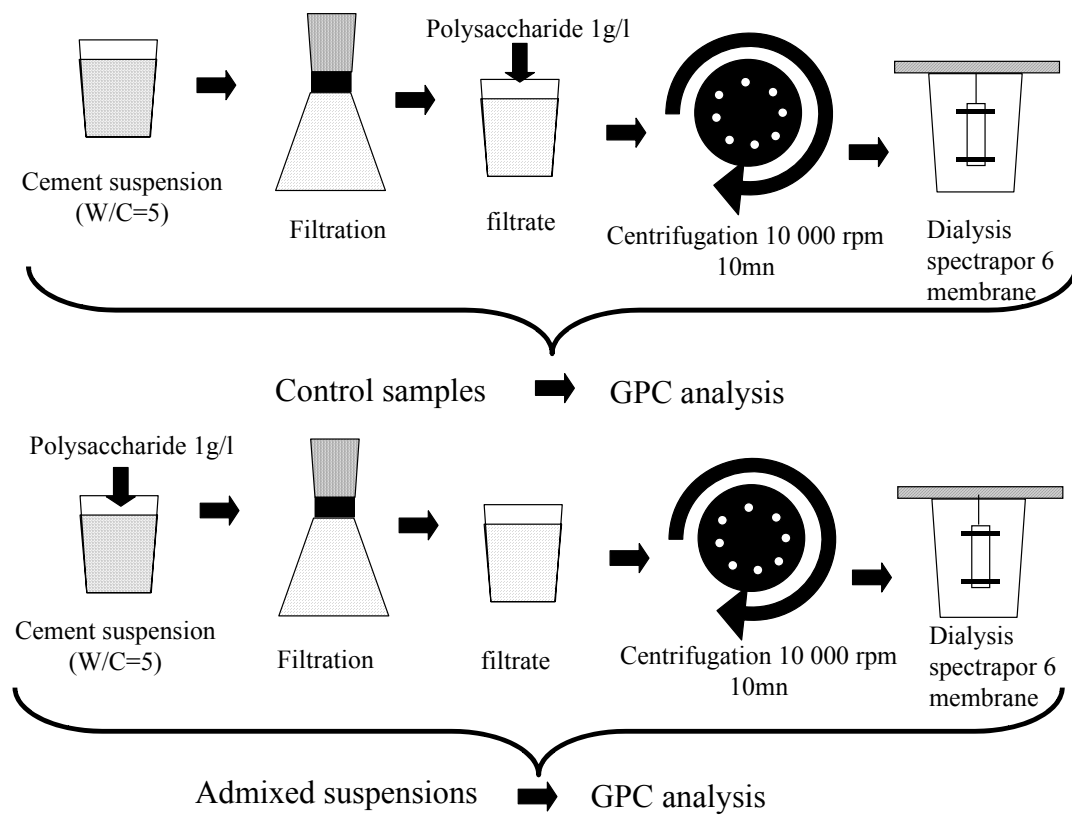 Polysaccharide 1g/l
Cement suspension
(W/C=5)
Filtration
filtrate
Centrifugation 10 000 rpm
10mn
Dialysis
spectrapor 6
membrane
Control samples
GPC analysis
Polysaccharide 1g/l
Cement suspension
(W/C=5)
Filtration
filtrate
Centrifugation 10 000 rpm
10mn
Dialysis
spectrapor 6
membrane
Admixed suspensions
GPC analysis